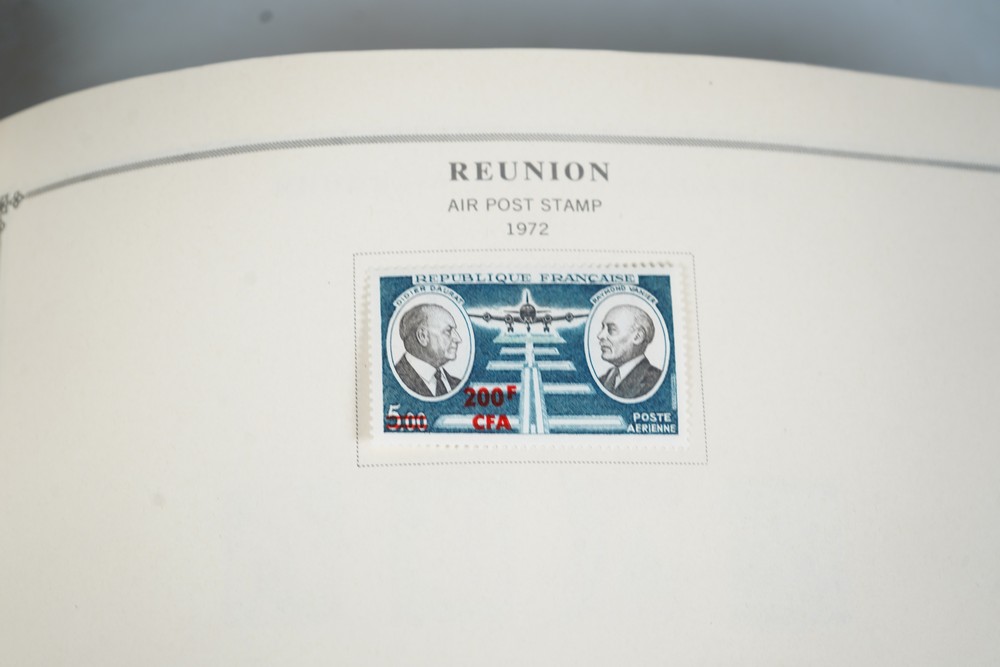 REUNION
AIR POST STAMP
1972
REPUBLIQUE FRANÇAISE
DIDIER DAURAT
RAYMOND VANIER
200F
CFA
5.00
POSTE
AERIENNE